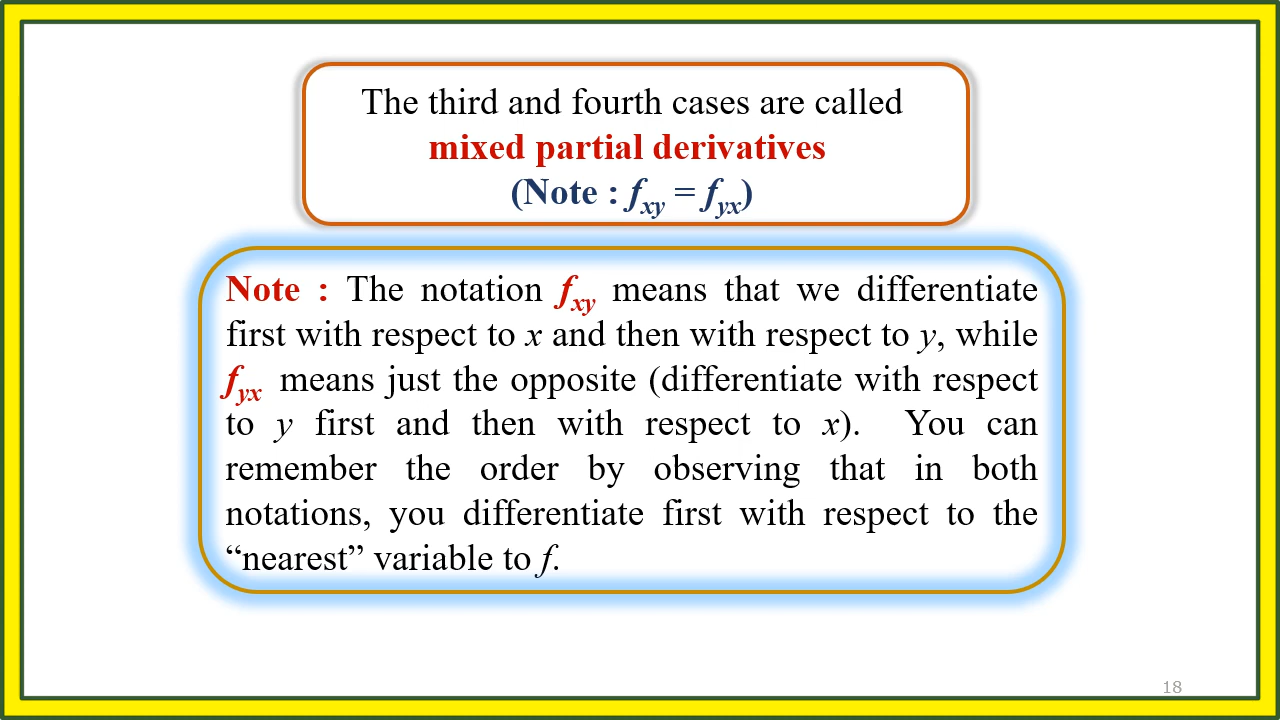 The third and fourth cases are called
mixed partial derivatives
(Note : fxy = fyx)
Note : The notation fxy means that we differentiate
first with respect to x and then with respect to y, while
fyx means just the opposite (differentiate with respect
to y first and then with respect to x). You can
remember the order by observing that in both
notations, you differentiate first with respect to the
“nearest” variable to f.
18